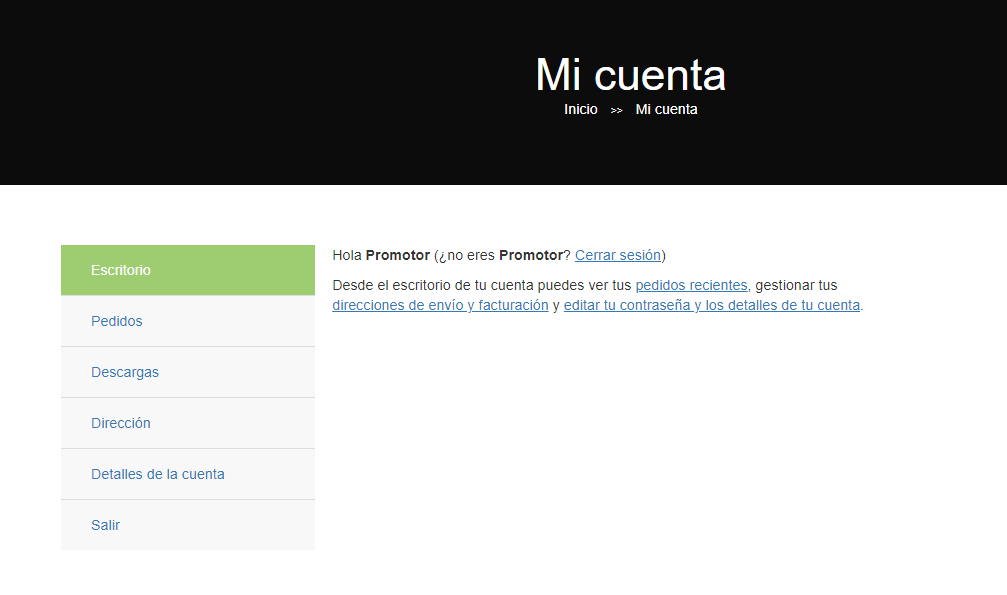 Mi cuenta
Inicio >> Mi cuenta
Escritorio
Pedidos
Descargas
Dirección
Detalles de la cuenta
Salir
Hola Promotor (¿no eres Promotor? Cerrar sesión)
Desde el escritorio de tu cuenta puedes ver tus pedidos recientes, gestionar tus
direcciones de envío y facturación y editar tu contraseña y los detalles de tu cuenta.